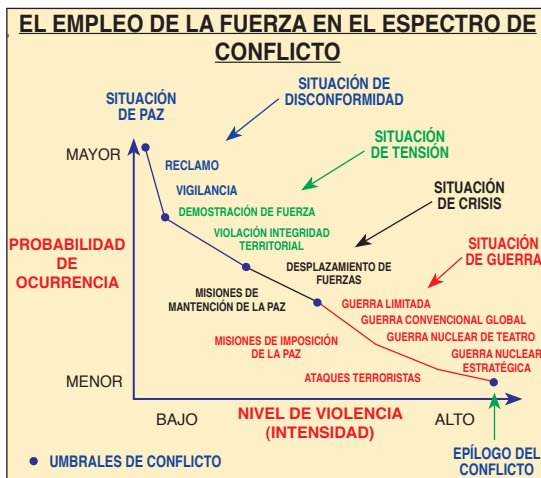 EL EMPLEO DE LA FUERZA EN EL ESPECTRO DE
CONFLICTO
SITUACIÓN
DE PAZ
SITUACIÓN DE
DISCONFORMIDAD
SITUACIÓN
DE TENSIÓN
SITUACIÓN
DE CRISIS
SITUACIÓN
DE GUERRA
MAYOR
RECLAMO
VIGILANCIA
DEMOSTRACIÓN DE FUERZA
VIOLACIÓN INTEGRIDAD
TERRITORIAL
PROBABILIDAD
DE
OCURRENCIA
DESPLAZAMIENTO DE
FUERZAS
MISIONES DE
MANTENCIÓN DE LA PAZ
GUERRA LIMITADA
GUERRA CONVENCIONAL GLOBAL
GUERRA NUCLEAR DE TEATRO
GUERRA NUCLEAR
ESTRATÉGICA
MISIONES DE IMPOSICIÓN
DE LA PAZ
ATAQUES TERRORISTAS
MENOR
BAJO
NIVEL DE VIOLENCIA
(INTENSIDAD)
ALTO
UMBRALES DE CONFLICTO
EPÍLOGO DEL
CONFLICTO